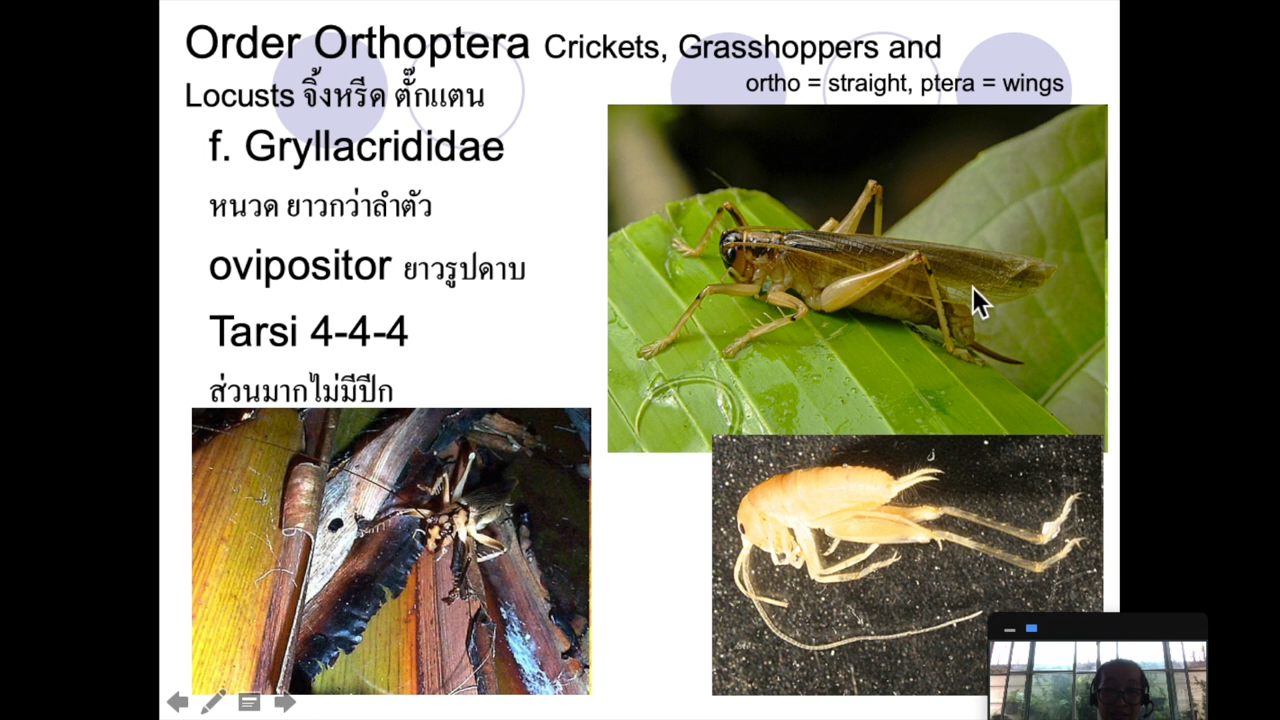 Order Orthoptera Crickets, Grasshoppers and
Locusts จิ้งหรีด ตั๊กแตน
ortho = straight, ptera = wings
f. Gryllacrididae
หนวด ยาวกว่าลำตัว
ovipositor ยาวรูปดาบ
Tarsi 4-4-4
ส่วนมากไม่มีปีก